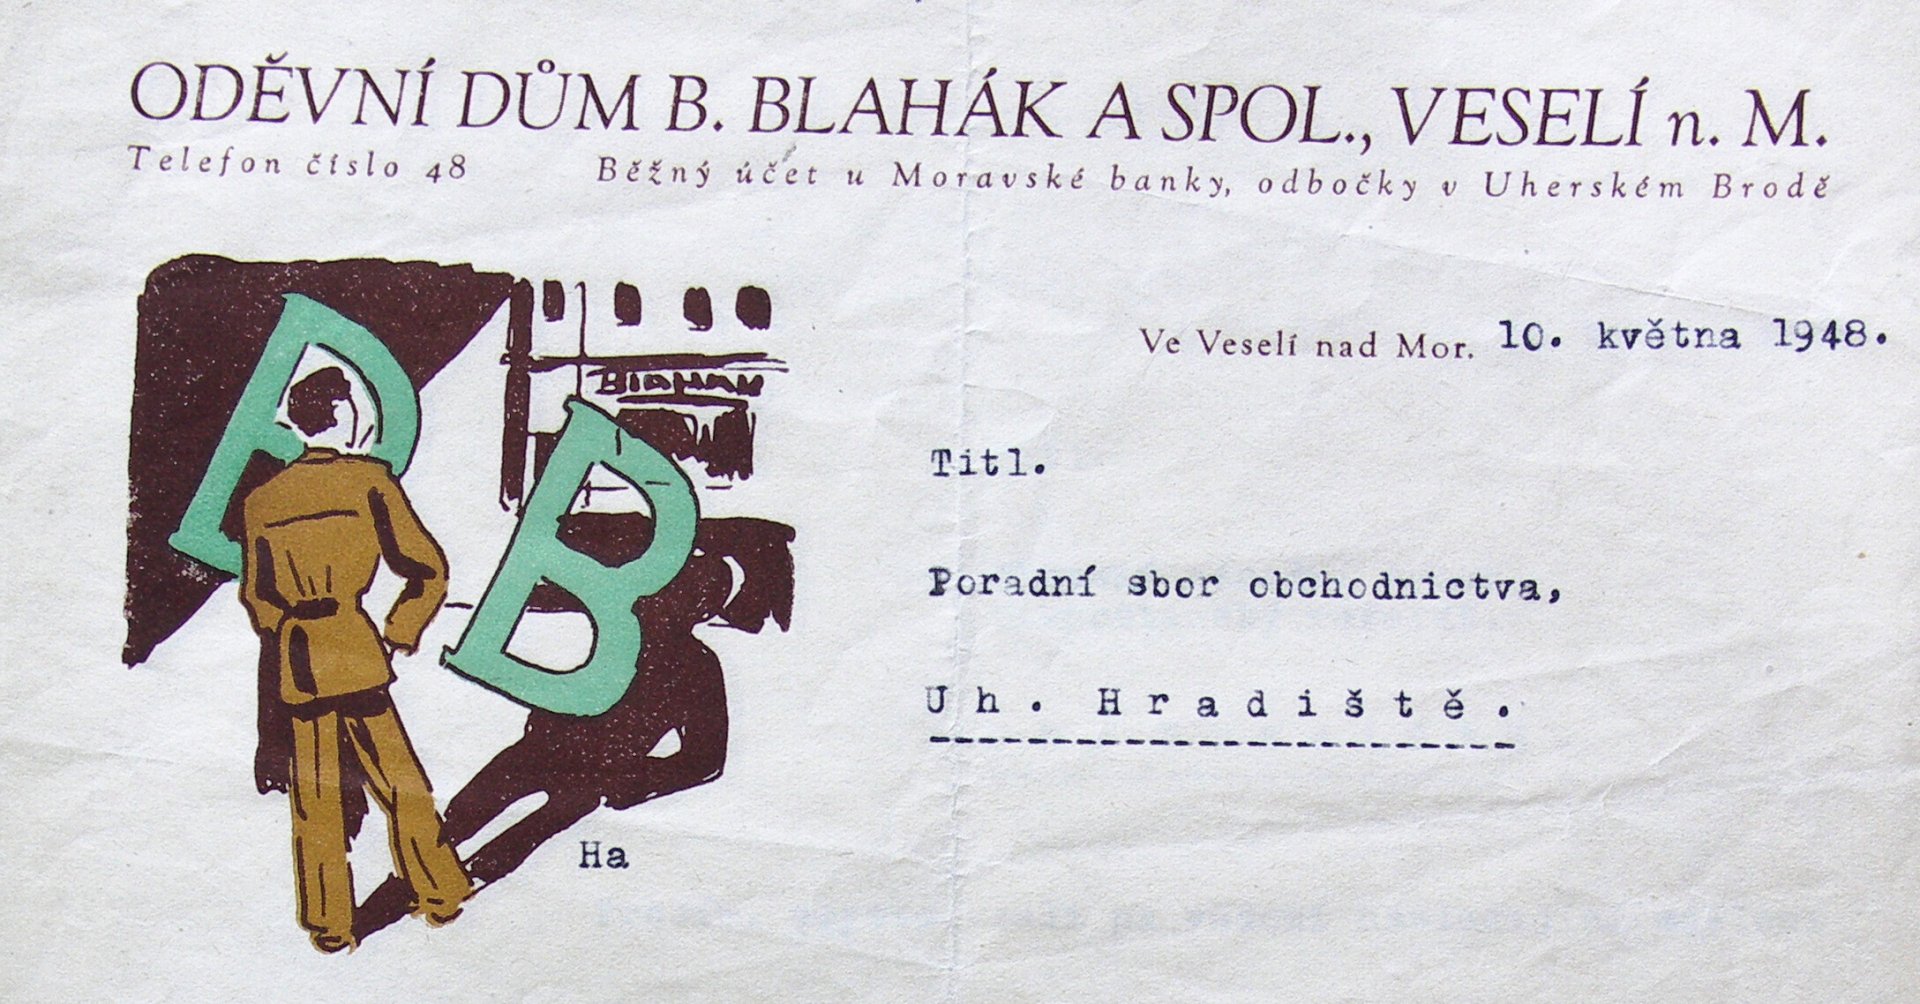 ODĚVNÍ DŮM B. BLAHÁK A SPOL., VESELÍ n. M.
Telefon číslo 48 Běžný účet u Moravské banky, odbočky v Uherském Brodě
Ve Veselí nad Mor. 10. května 1948.
BLAHÁK
B B
Titl.
Poradní sbor obchodnictva,
Uh. Hradiště.
Ha